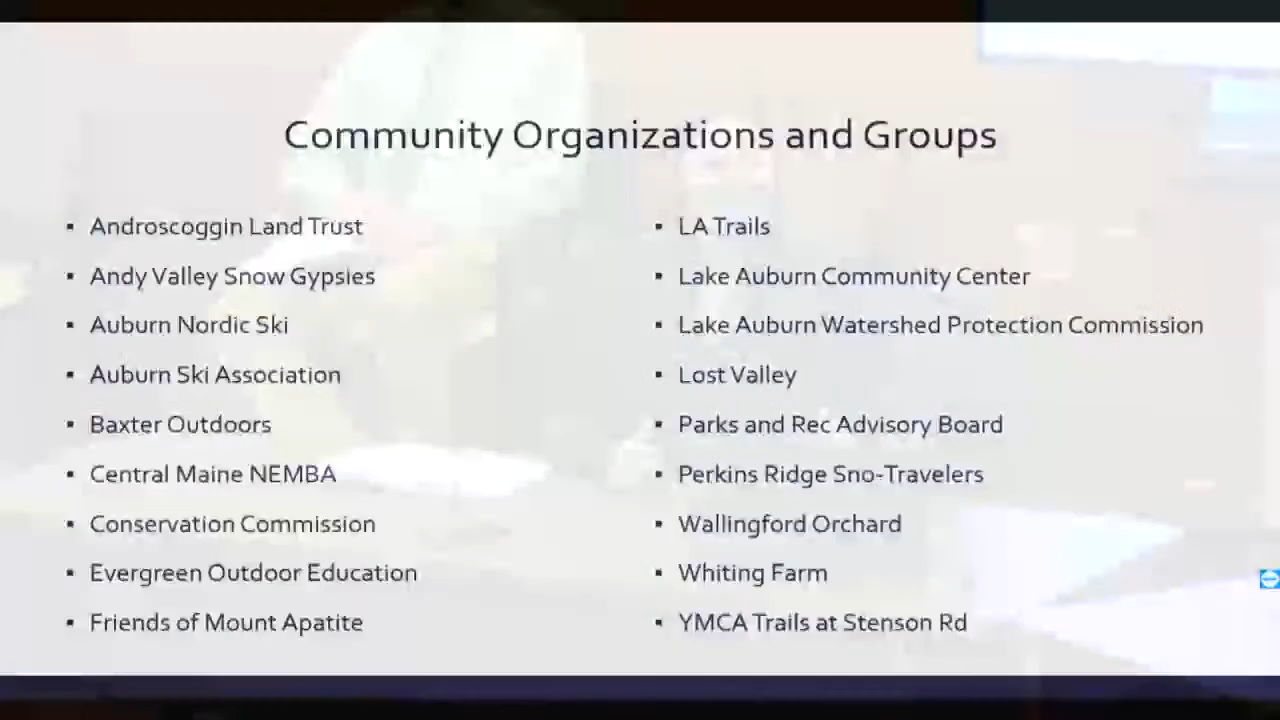 Community Organizations and Groups
▪ Androscoggin Land Trust
▪ Andy Valley Snow Gypsies
▪ Auburn Nordic Ski
▪ Auburn Ski Association
▪ Baxter Outdoors
▪ Central Maine NEMBA
▪ Conservation Commission
▪ Evergreen Outdoor Education
▪ Friends of Mount Apatite
▪ LA Trails
▪ Lake Auburn Community Center
▪ Lake Auburn Watershed Protection Commission
▪ Lost Valley
▪ Parks and Rec Advisory Board
▪ Perkins Ridge Sno-Travelers
▪ Wallingford Orchard
▪ Whiting Farm
▪ YMCA Trails at Stenson Rd